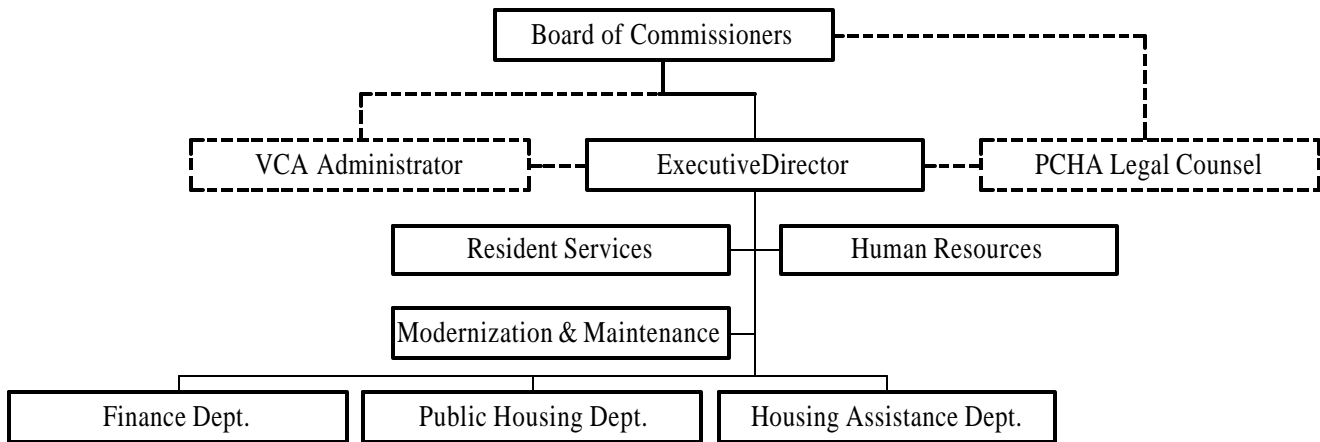 Board of Commissioners
VCA Administrator
ExecutiveDirector
PCHA Legal Counsel
Resident Services
Human Resources
Modernization & Maintenance
Finance Dept.
Public Housing Dept.
Housing Assistance Dept.